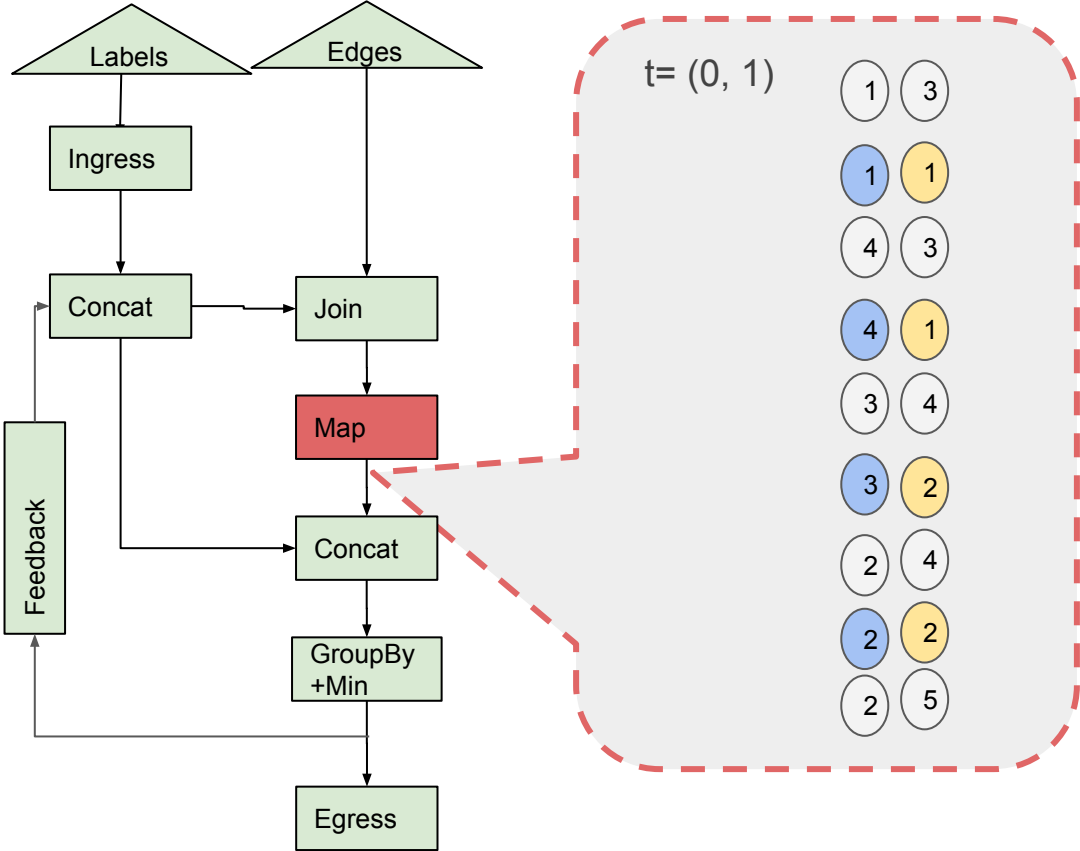 Labels
Edges
Ingress
Concat
Join
Map
Feedback
Concat
GroupBy
+Min
Egress
t= (0, 1)
1 3
1 1
4 3
4 1
3 4
3 2
2 4
2 2
2 5